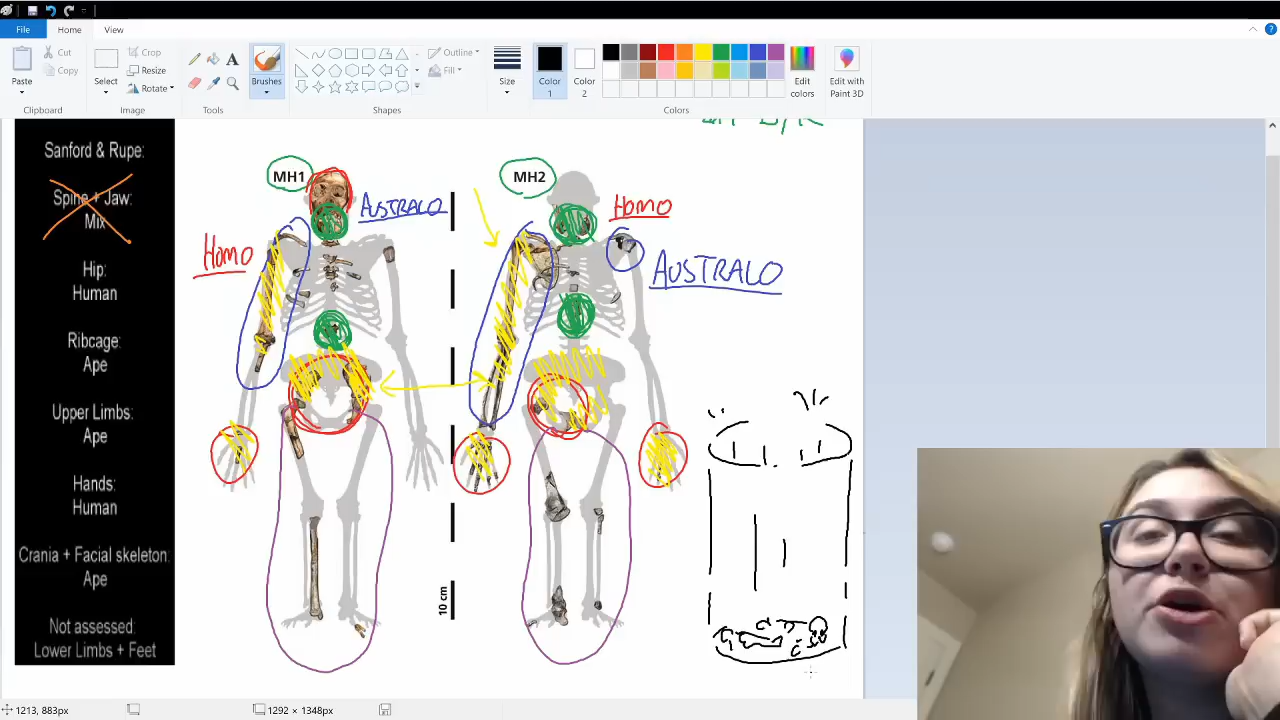 File
Home
View
Paste
Cut
Copy
Clipboard
Select
Crop
Resize
Rotate
Image
A
Tools
Brushes
Outline
Fill
Shapes
Size
Color
1
Color
2
Edit
colors
Colors
Edit with
Paint 3D
Sanford & Rupe:
Spine + Jaw:
Mix
Hip:
Human
Ribcage:
Ape
Upper Limbs:
Ape
Hands:
Human
Crania + Facial skeleton:
Ape
Not assessed:
Lower Limbs + Feet
MH1
AUSTRALO
Homo
MH2
Homo
AUSTRALO
10 cm
1213, 883px
1292 × 1348px